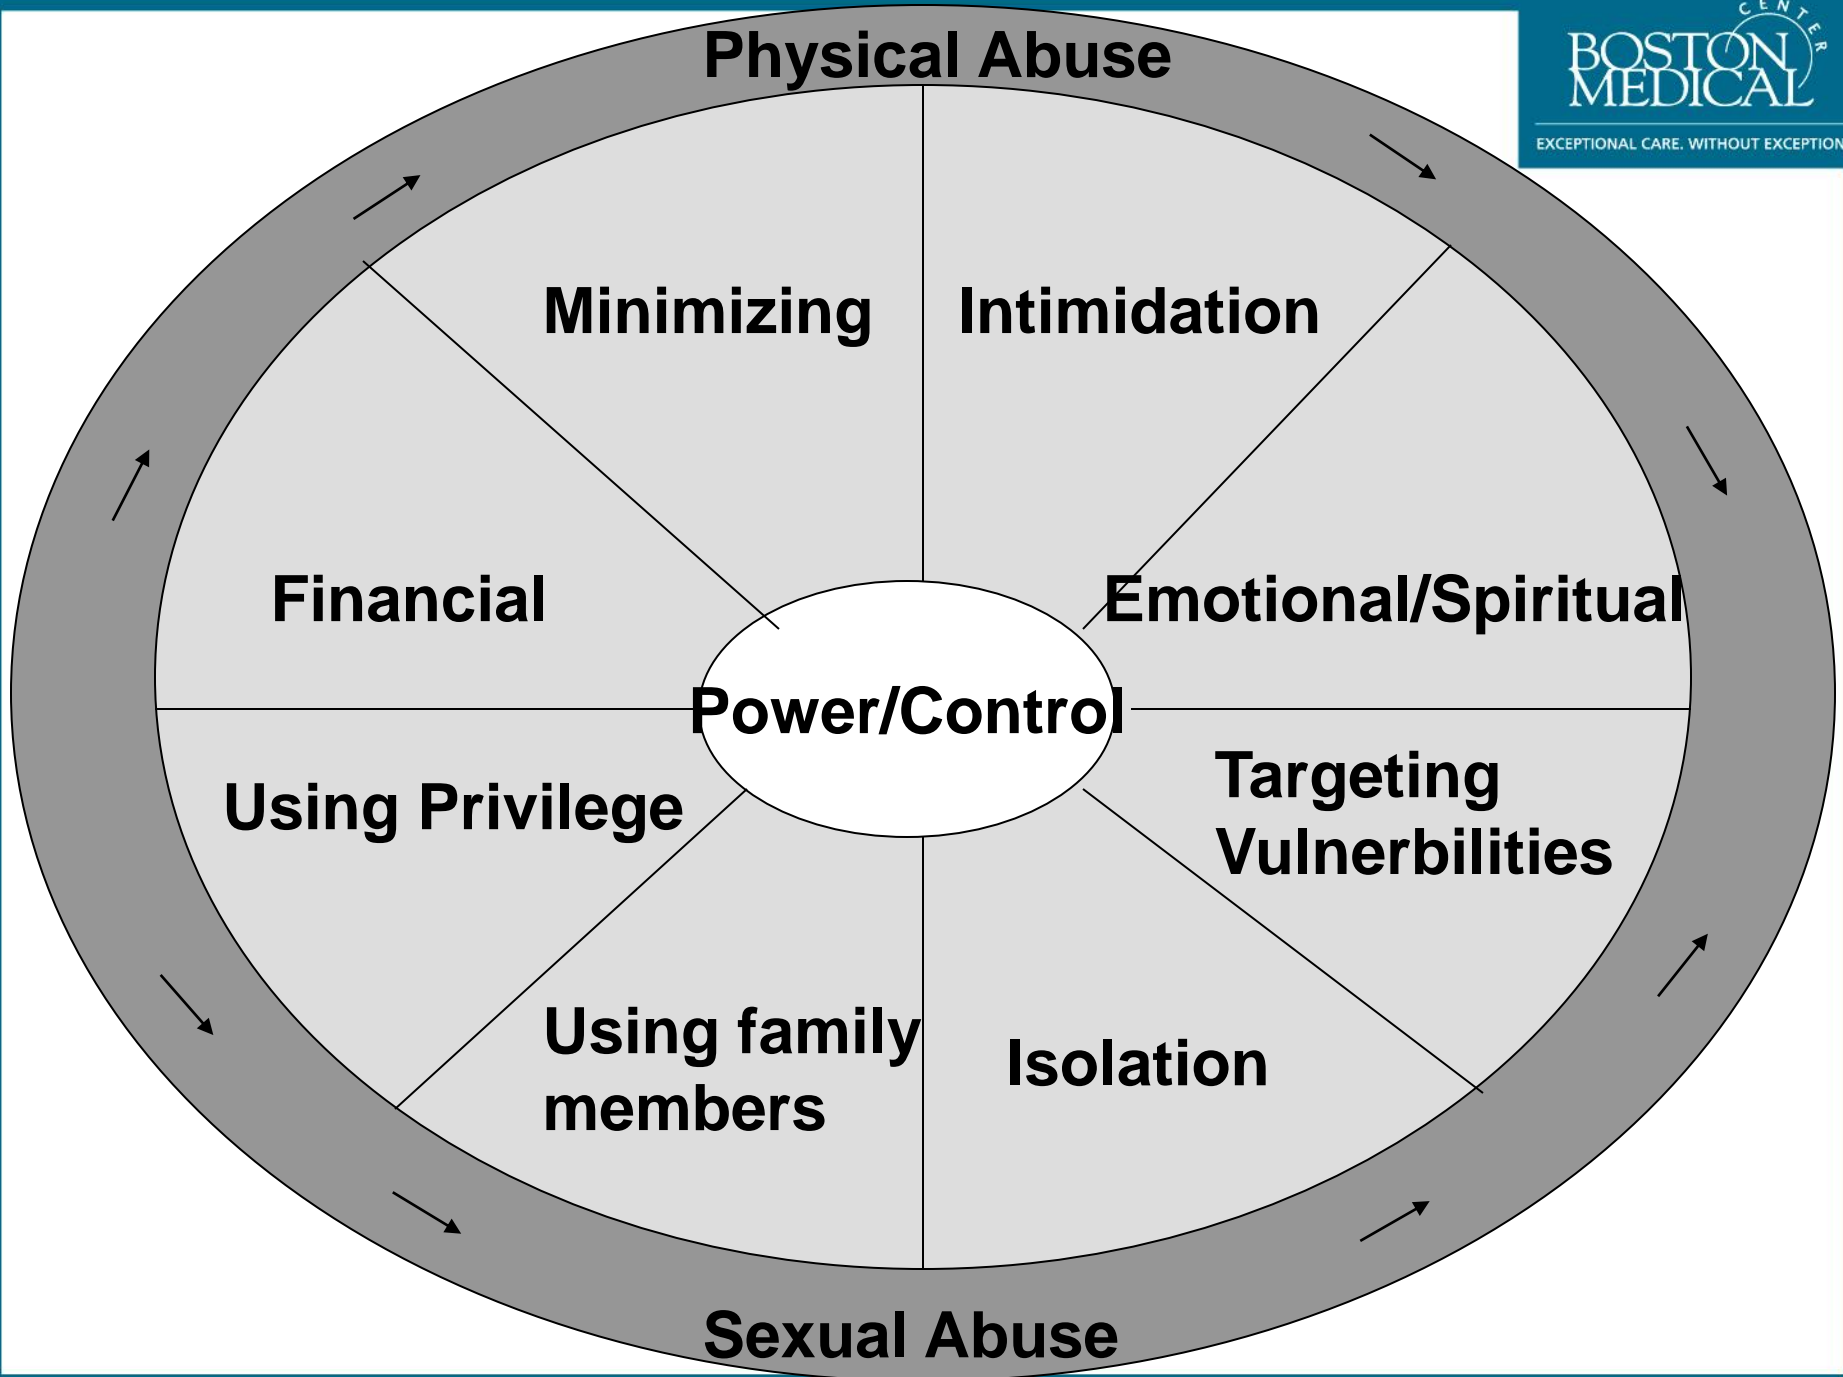 Physical Abuse
CENTER
BOSTON
MEDICAL
EXCEPTIONAL CARE. WITHOUT EXCEPTION
Minimizing
Intimidation
Financial
Emotional/Spiritual
Power/Control
Using Privilege
Targeting
Vulnerbilities
Using family
members
Isolation
Sexual Abuse